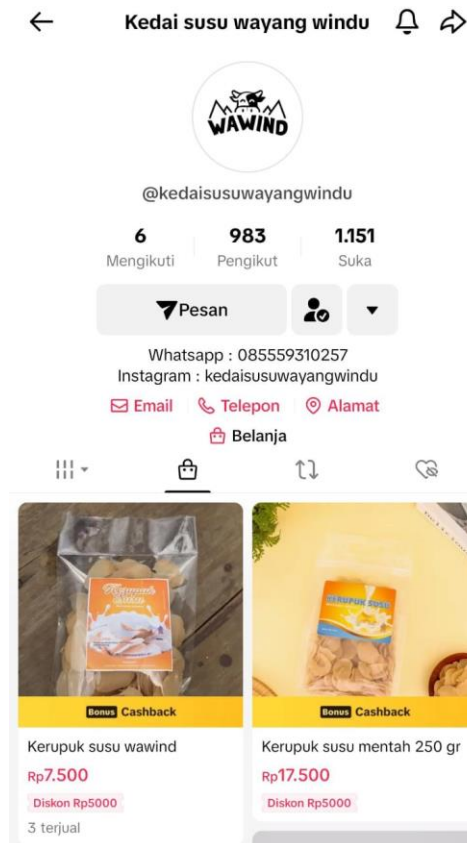 Kedai susu wayang windu
WAWIND
@kedaisusuwayangwindu
6
Mengikuti
983
Pengikut
1.151
Suka
Pesan
Whatsapp : 085559310257
Instagram : kedaisusuwayangwindu
Email
Telepon
Alamat
Belanja
Kerupuk
susu
Bonus Cashback
Kerupuk susu wawind
Rp7.500
Diskon Rp5000
3 terjual
KERUPUK SUSU
Bonus Cashback
Kerupuk susu mentah 250 gr
Rp17.500
Diskon Rp5000